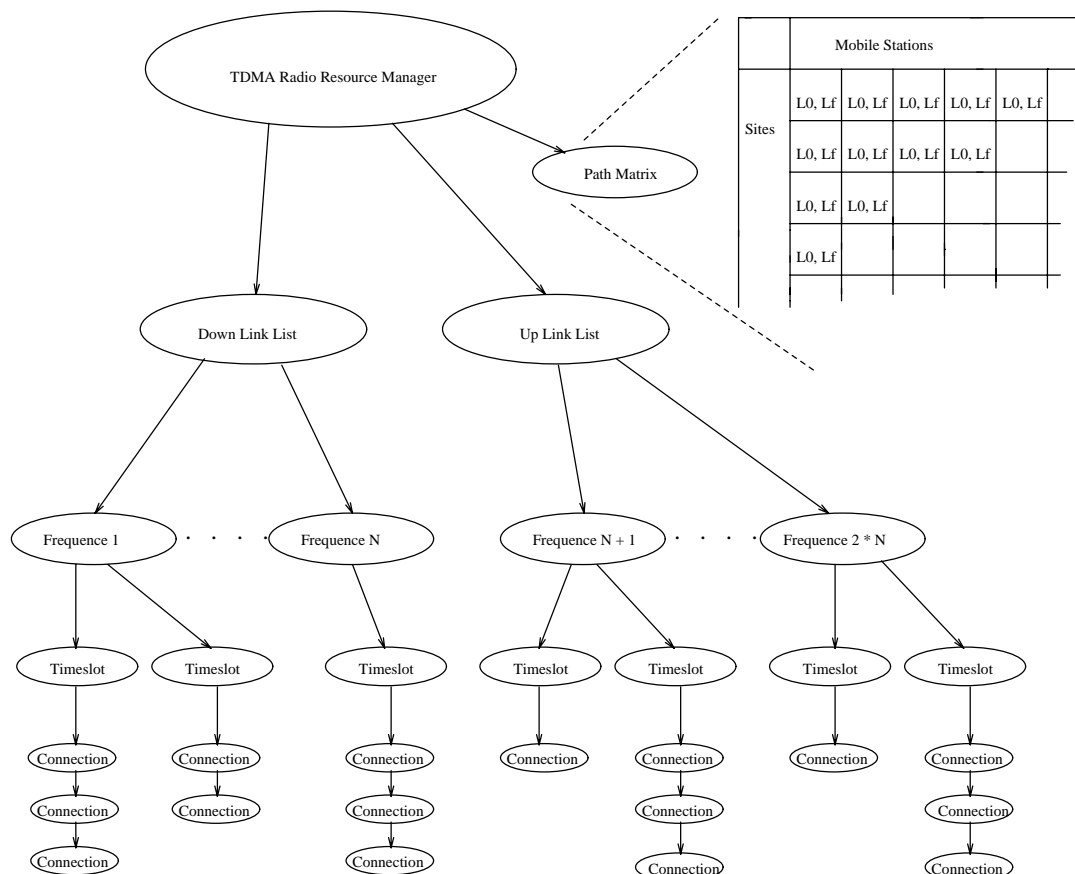 Mobile Stations
TDMA Radio Resource Manager
L0, Lf L0, Lf L0, Lf L0, Lf L0, Lf
Sites
L0, Lf L0, Lf L0, Lf L0, Lf
Path Matrix
L0, Lf L0, Lf
L0, Lf
Down Link List Up Link List
Frequence 1 · · · · Frequence N Frequence N + 1 · · · · Frequence 2 * N
Timeslot Timeslot Timeslot Timeslot Timeslot Timeslot Timeslot
Connection Connection Connection Connection Connection Connection Connection
Connection Connection Connection Connection Connection
Connection Connection Connection Connection